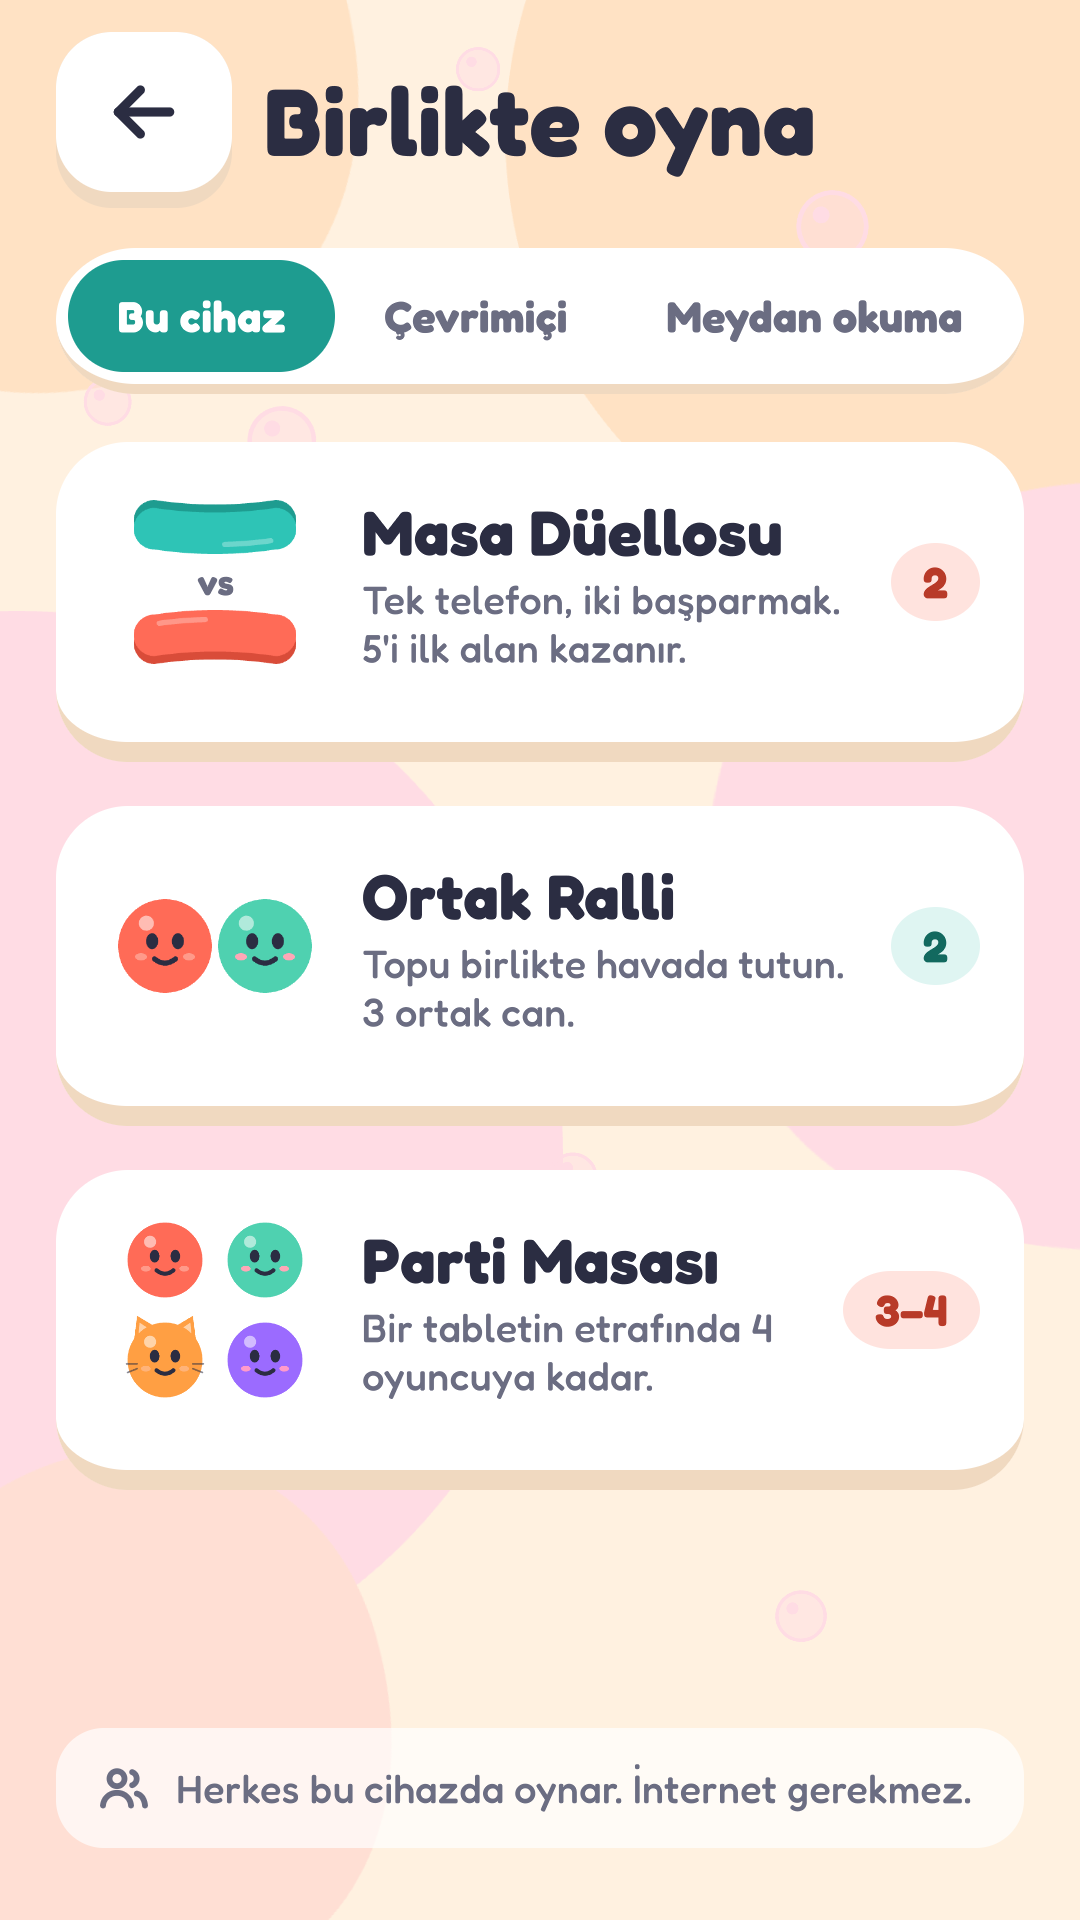 Birlikte oyna
Bu cihaz
Çevrimiçi
Meydan okuma
vs
Masa Düellosu
Tek telefon, iki başparmak.
5'i ilk alan kazanır.
2
Ortak Ralli
Topu birlikte havada tutun.
3 ortak can.
2
Parti Masası
Bir tabletin etrafında 4
oyuncuya kadar.
3–4
Herkes bu cihazda oynar. İnternet gerekmez.